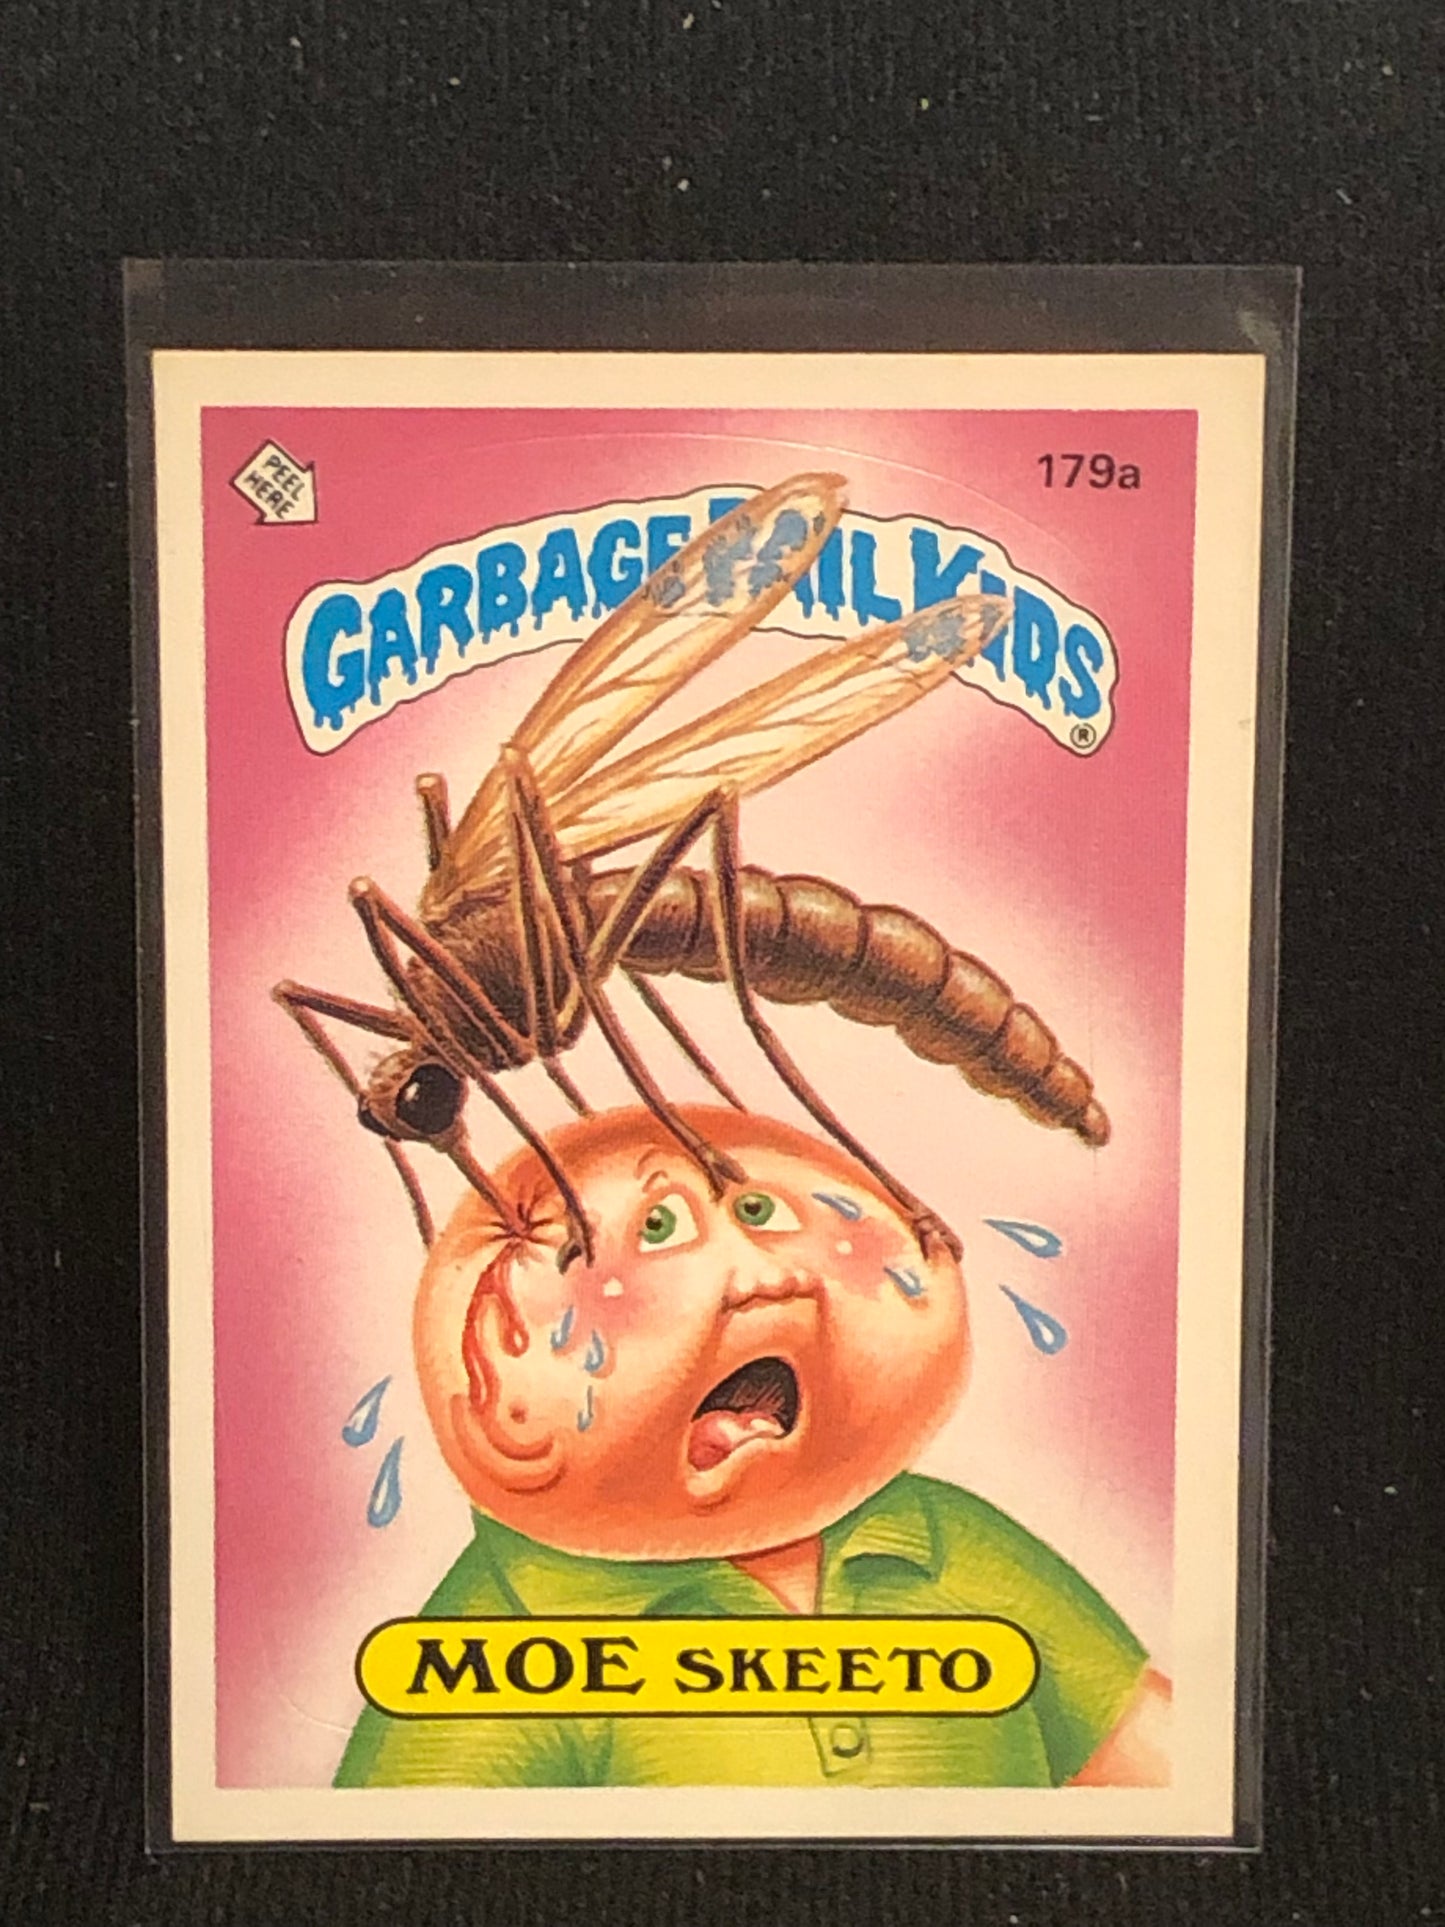 PEEL
HERE
179a
GARBAGE PAIL KIDS
®
MOE SKEETO